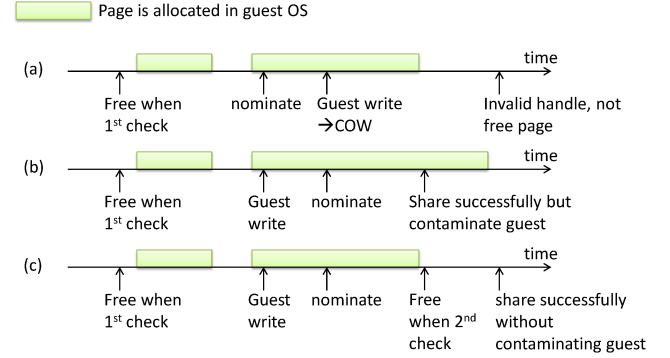 Page is allocated in guest OS
(a)
time
Free when
1st check
nominate
Guest write
→COW
Invalid handle, not
free page
(b)
time
Free when
1st check
Guest
write
nominate
Share successfully but
contaminate guest
(c)
time
Free when
1st check
Guest
write
nominate
Free
when 2nd
check
share successfully
without
contaminating guest